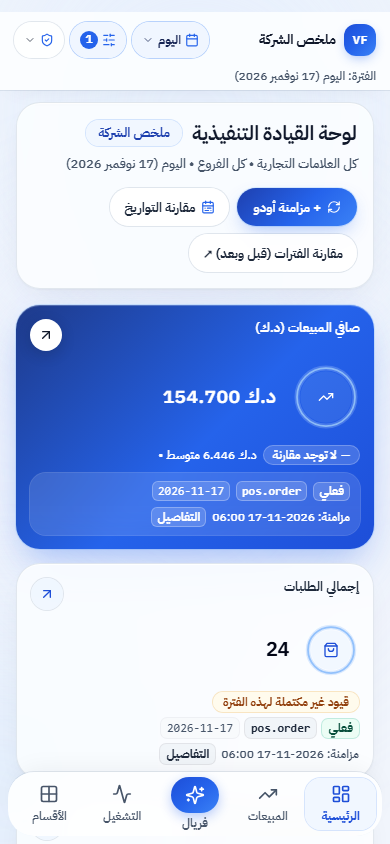 VF ملخص الشركة اليوم 1
الفترة: اليوم (17 نوفمبر 2026)
لوحة القيادة التنفيذية ملخص الشركة
كل العلامات التجارية • كل الفروع • اليوم (17 نوفمبر 2026)
+ مزامنة أودو مقارنة التواريخ
مقارنة الفترات (قبل وبعد) ↗
صافي المبيعات (د.ك)
د.ك 154.700
— لا توجد مقارنة د.ك 6.446 متوسط •
فعلي pos.order 2026-11-17
مزامنة: 2026-11-17 06:00 التفاصيل
إجمالي الطلبات
24
قيود غير مكتملة لهذه الفترة
فعلي pos.order 2026-11-17
مزامنة: 2026-11-17 06:00 التفاصيل
الرئيسية المبيعات فريال التشغيل الأقسام